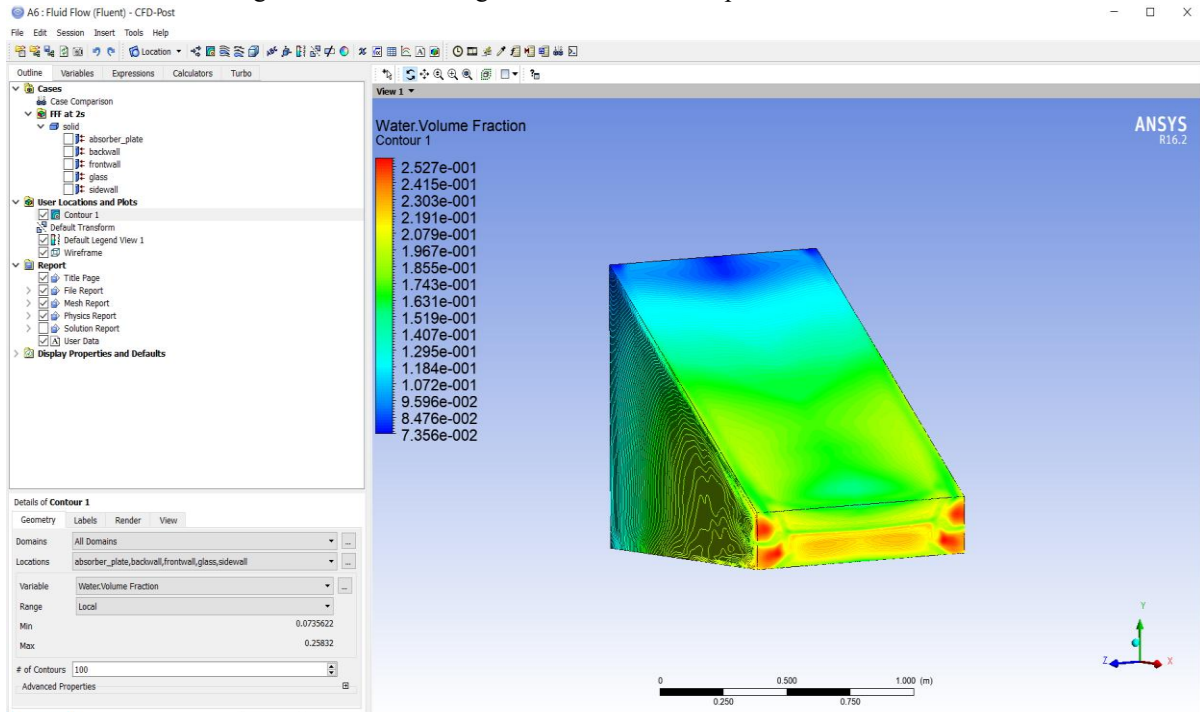 A6 : Fluid Flow (Fluent) - CFD-Post
File Edit Session Insert Tools Help
Location
Outline Variables Expressions Calculators Turbo
Cases
Case Comparison
FFF at 2s
solid
absorber_plate
backwall
frontwall
glass
sidewall
User Locations and Plots
Contour 1
Default Transform
Default Legend View 1
Wireframe
Report
Title Page
File Report
Mesh Report
Physics Report
Solution Report
User Data
Display Properties and Defaults
Details of Contour 1
Geometry Labels Render View
Domains All Domains
Locations absorber_plate,backwall,frontwall,glass,sidewall
Variable Water.Volume Fraction
Range Local
Min 0.0735622
Max 0.25832
# of Contours 100
Advanced Properties
View 1
Water.Volume Fraction
Contour 1
2.527e-001
2.415e-001
2.303e-001
2.191e-001
2.079e-001
1.967e-001
1.855e-001
1.743e-001
1.631e-001
1.519e-001
1.407e-001
1.295e-001
1.184e-001
1.072e-001
9.596e-002
8.476e-002
7.356e-002
ANSYS
R16.2
Y
Z X
0 0.500 1.000 (m)
0.250 0.750